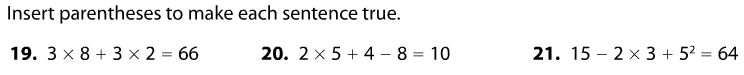 Insert parentheses to make each sentence true.
19. 3 × 8 + 3 × 2 = 66 20. 2 × 5 + 4 − 8 = 10 21. 15 − 2 × 3 + 5² = 64